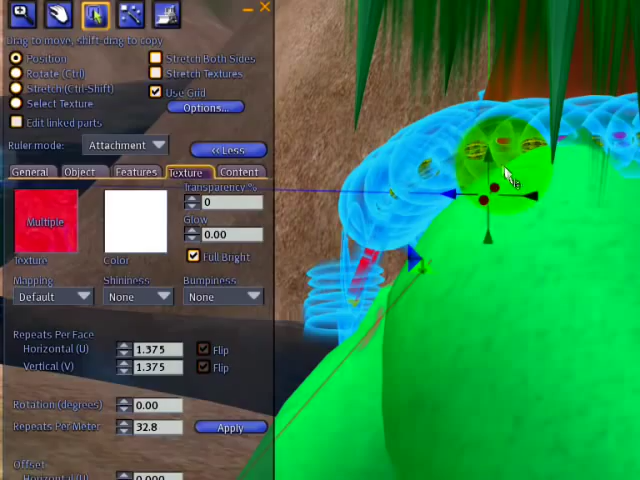 Drag to move, shift-drag to copy
Position
Stretch Both Sides
Rotate (Ctrl)
Stretch Textures
Stretch (Ctrl-Shift)
Use Grid
Select Texture
Options...
Edit linked parts
Ruler mode: Attachment
<< Less
General Object Features Texture Content
Transparency %
Multiple
0
Glow
0.00
Full Bright
Texture Color
Mapping Shininess Bumpiness
Default None None
Repeats Per Face
Horizontal (U) 1.375 Flip
Vertical (V) 1.375 Flip
Rotation (degrees) 0.00
Repeats Per Meter 32.8 Apply
Offset
Horizontal (U) 0.000